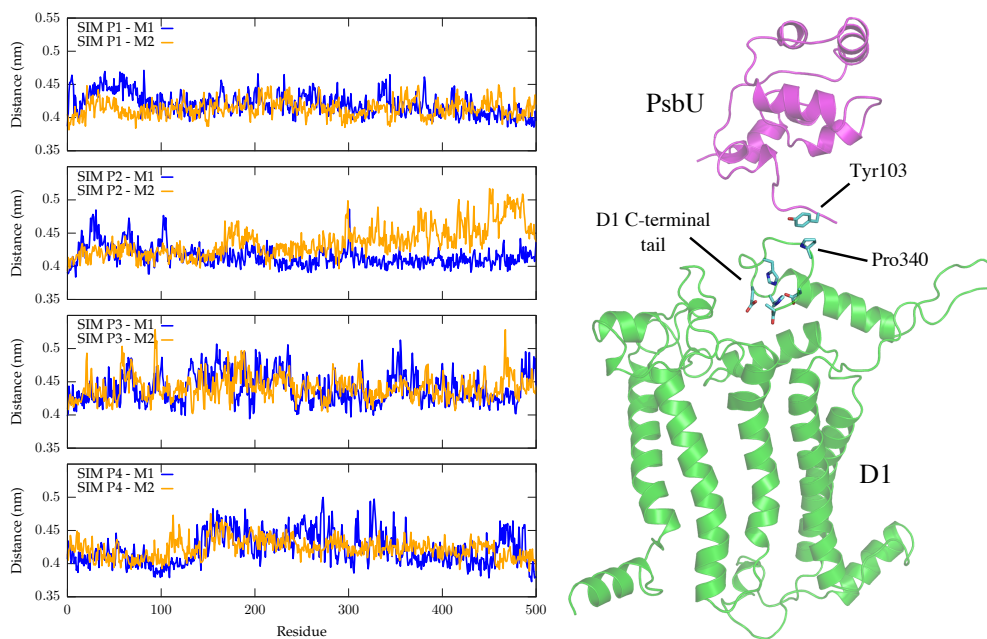 0.55
SIM P1 - M1
SIM P1 - M2
0.5
0.45
0.4
0.35
Distance (nm)
SIM P2 - M1
SIM P2 - M2
0.5
0.45
0.4
0.35
Distance (nm)
SIM P3 - M1
SIM P3 - M2
0.5
0.45
0.4
0.35
Distance (nm)
SIM P4 - M1
SIM P4 - M2
0.5
0.45
0.4
0.35
Distance (nm)
0 100 200 300 400 500
Residue
PsbU
Tyr103
D1 C-terminal
tail
Pro340
D1